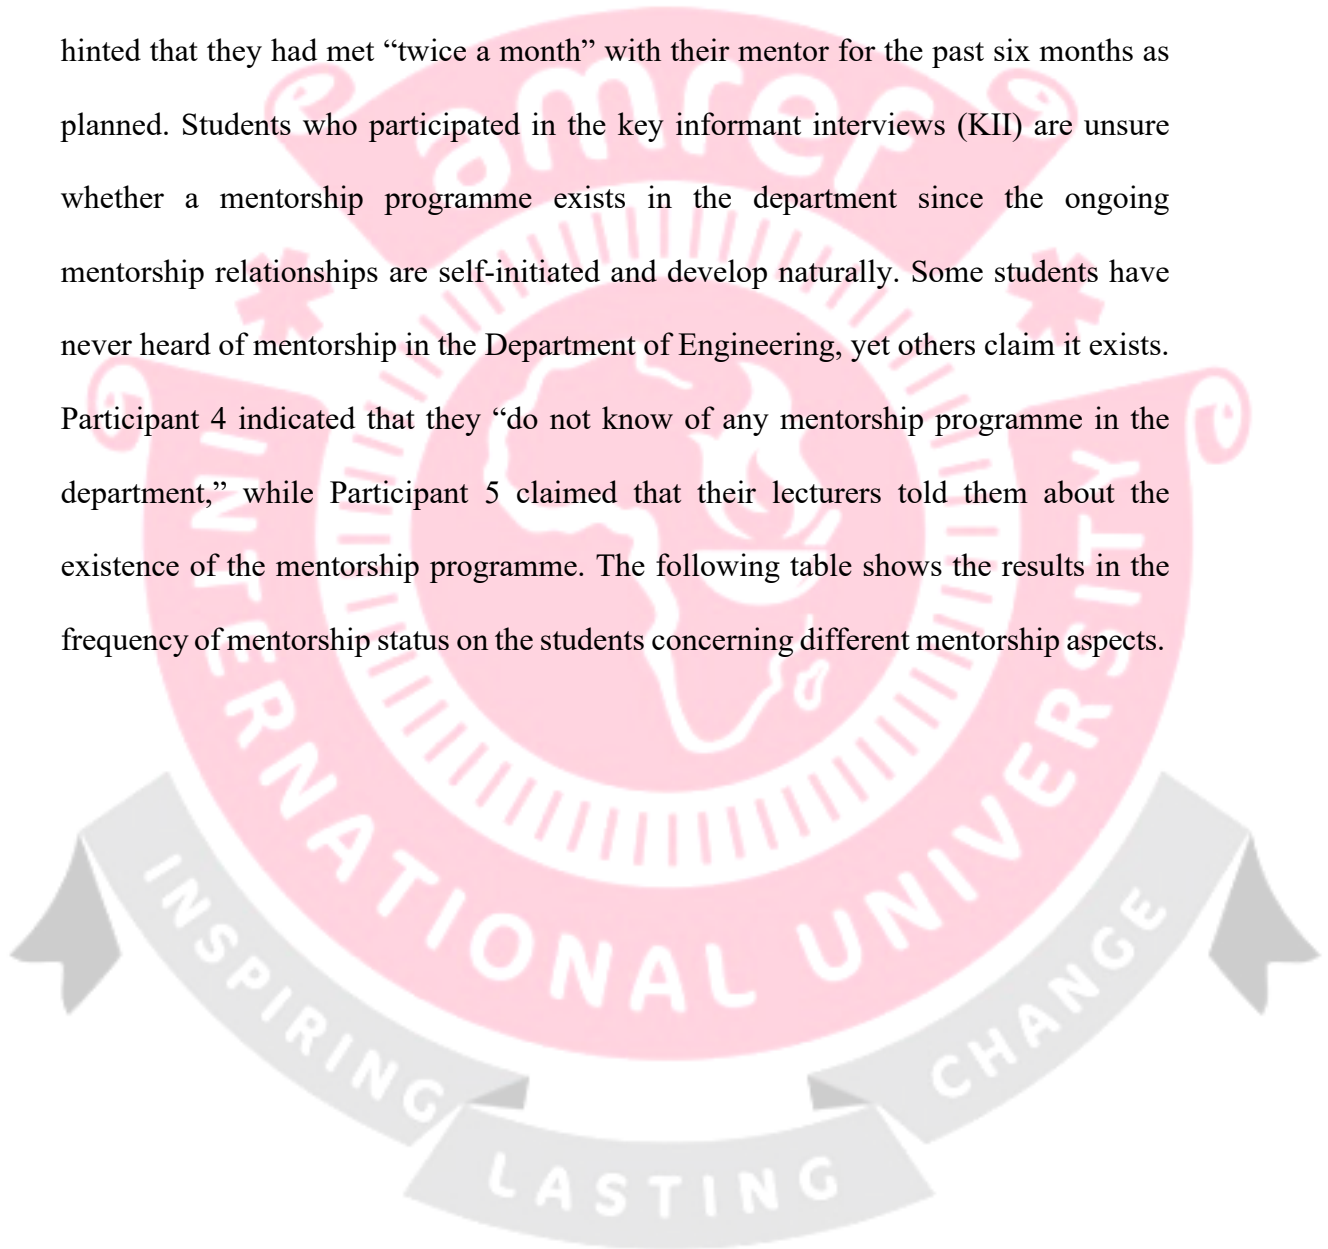 hinted that they had met “twice a month” with their mentor for the past six months as
planned. Students who participated in the key informant interviews (KII) are unsure
whether a mentorship programme exists in the department since the ongoing
mentorship relationships are self-initiated and develop naturally. Some students have
never heard of mentorship in the Department of Engineering, yet others claim it exists.
Participant 4 indicated that they “do not know of any mentorship programme in the
department,” while Participant 5 claimed that their lecturers told them about the
existence of the mentorship programme. The following table shows the results in the
frequency of mentorship status on the students concerning different mentorship aspects.
amref
INTERNATIONAL UNIVERSITY
INSPIRING
LASTING
CHANGE